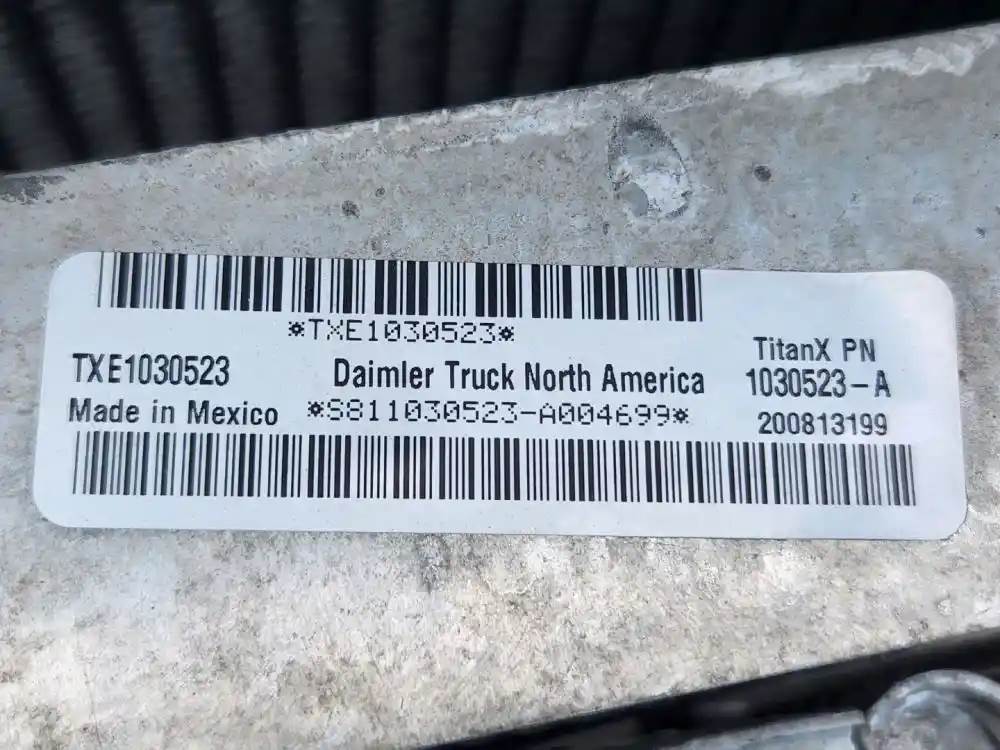 *TXE1030523*
TXE1030523
Daimler Truck North America
TitanX PN
1030523-A
Made in Mexico
*S811030523-A004699*
200813199